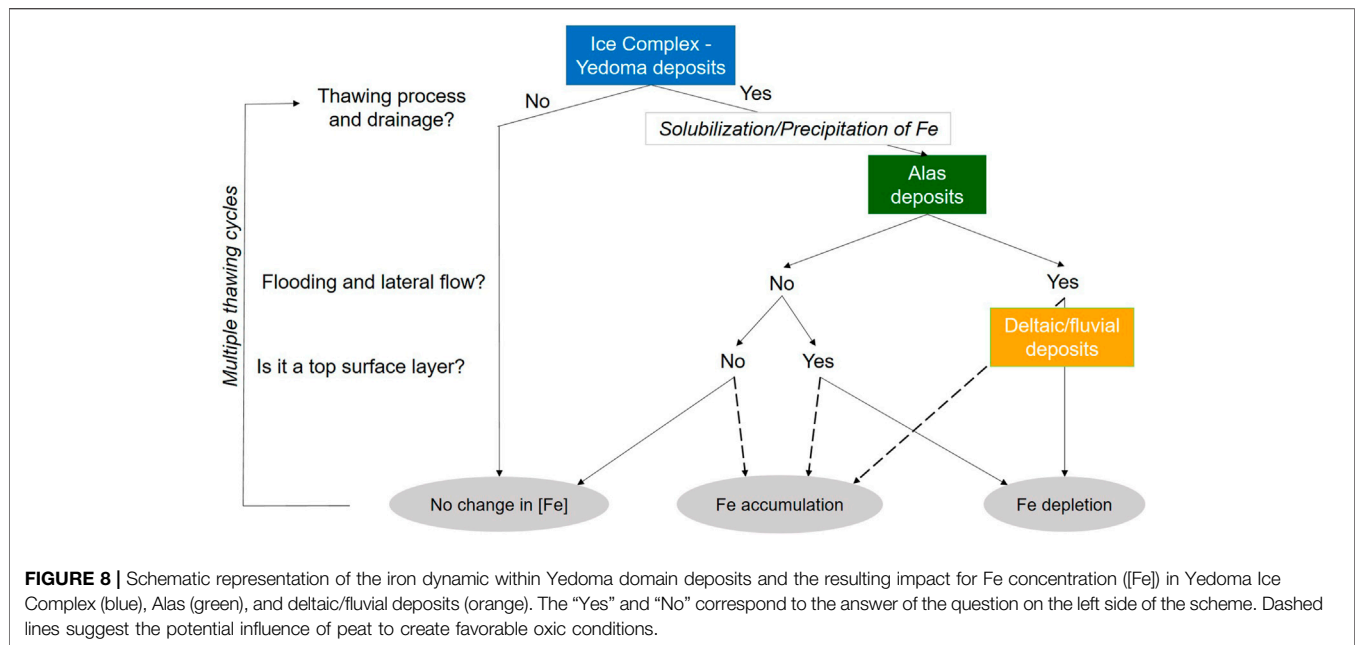 Ice Complex -
Yedoma deposits
No
Yes
Thawing process
and drainage?
Solubilization/Precipitation of Fe
Alas
deposits
Multiple thawing cycles
Flooding and lateral flow?
No
Yes
Deltaic/fluvial
deposits
Is it a top surface layer?
No
Yes
No change in [Fe]
Fe accumulation
Fe depletion
FIGURE 8 | Schematic representation of the iron dynamic within Yedoma domain deposits and the resulting impact for Fe concentration ([Fe]) in Yedoma Ice
Complex (blue), Alas (green), and deltaic/fluvial deposits (orange). The “Yes” and “No” correspond to the answer of the question on the left side of the scheme. Dashed
lines suggest the potential influence of peat to create favorable oxic conditions.